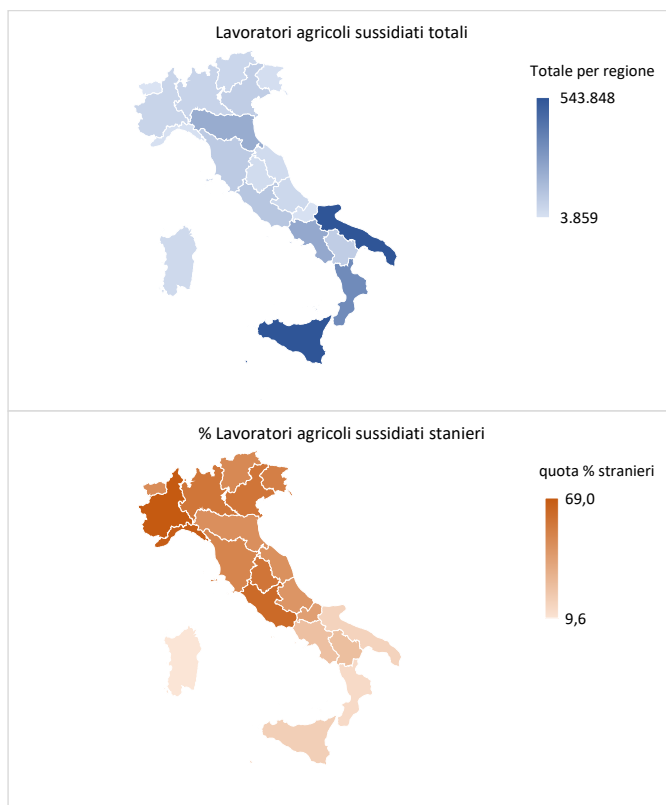 Lavoratori agricoli sussidiati totali
Totale per regione
543.848
3.859
% Lavoratori agricoli sussidiati stanieri
quota % stranieri
69,0
9,6